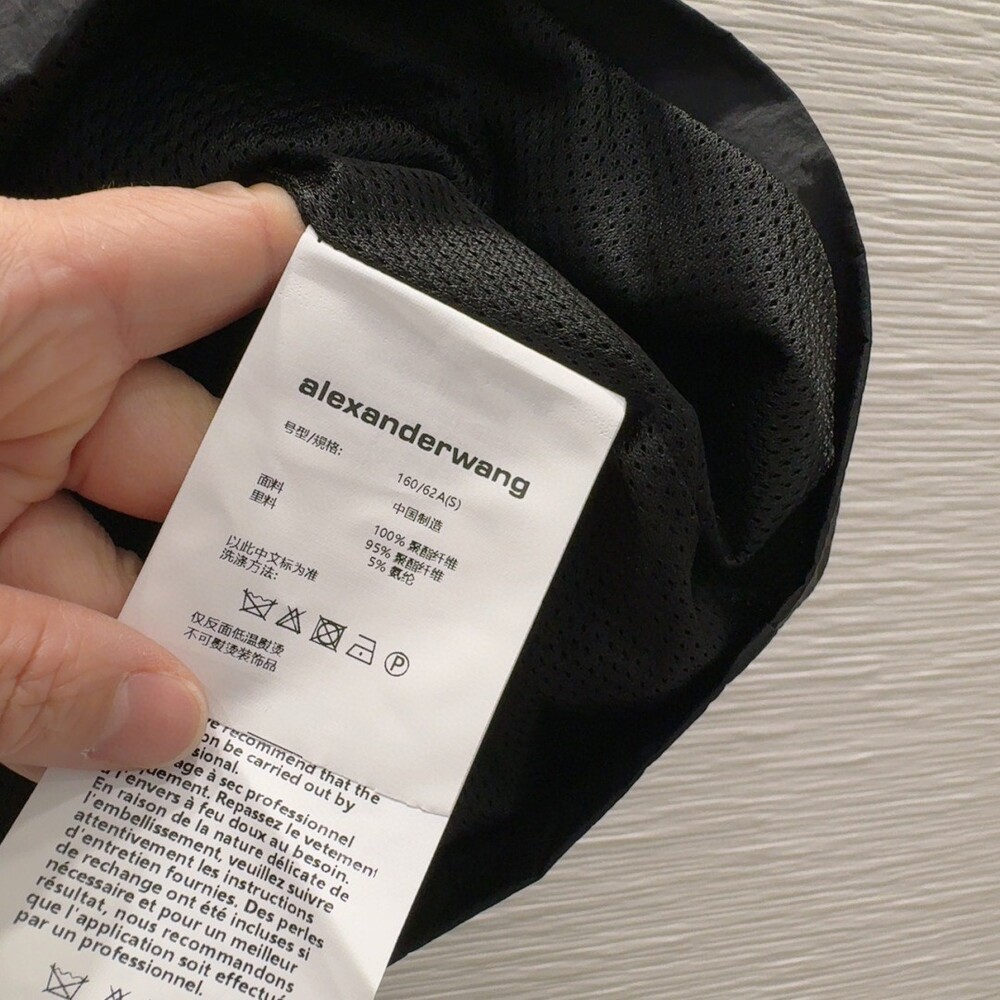 alexanderwang
号型/规格:
160/62A(S)
中国制造
面料 100% 聚酯纤维
里料 95% 聚酯纤维
5% 氨纶
以此中文标为准
洗涤方法:
P
仅反面低温熨烫
不可熨烫装饰品
recommend that the
on be carried out by
sional.
age à sec professionnel
uement. Repassez le vetement
l'envers à feu doux au besoin.
En raison de la nature délicate de
l'embellissement, veuillez suivre
attentivement les instructions
d'entretien fournies. Des perles
de rechange ont été incluses si
nécessaire et pour un meilleur
résultat, nous recommandons
que l'application soit effectué
par un professionnel.